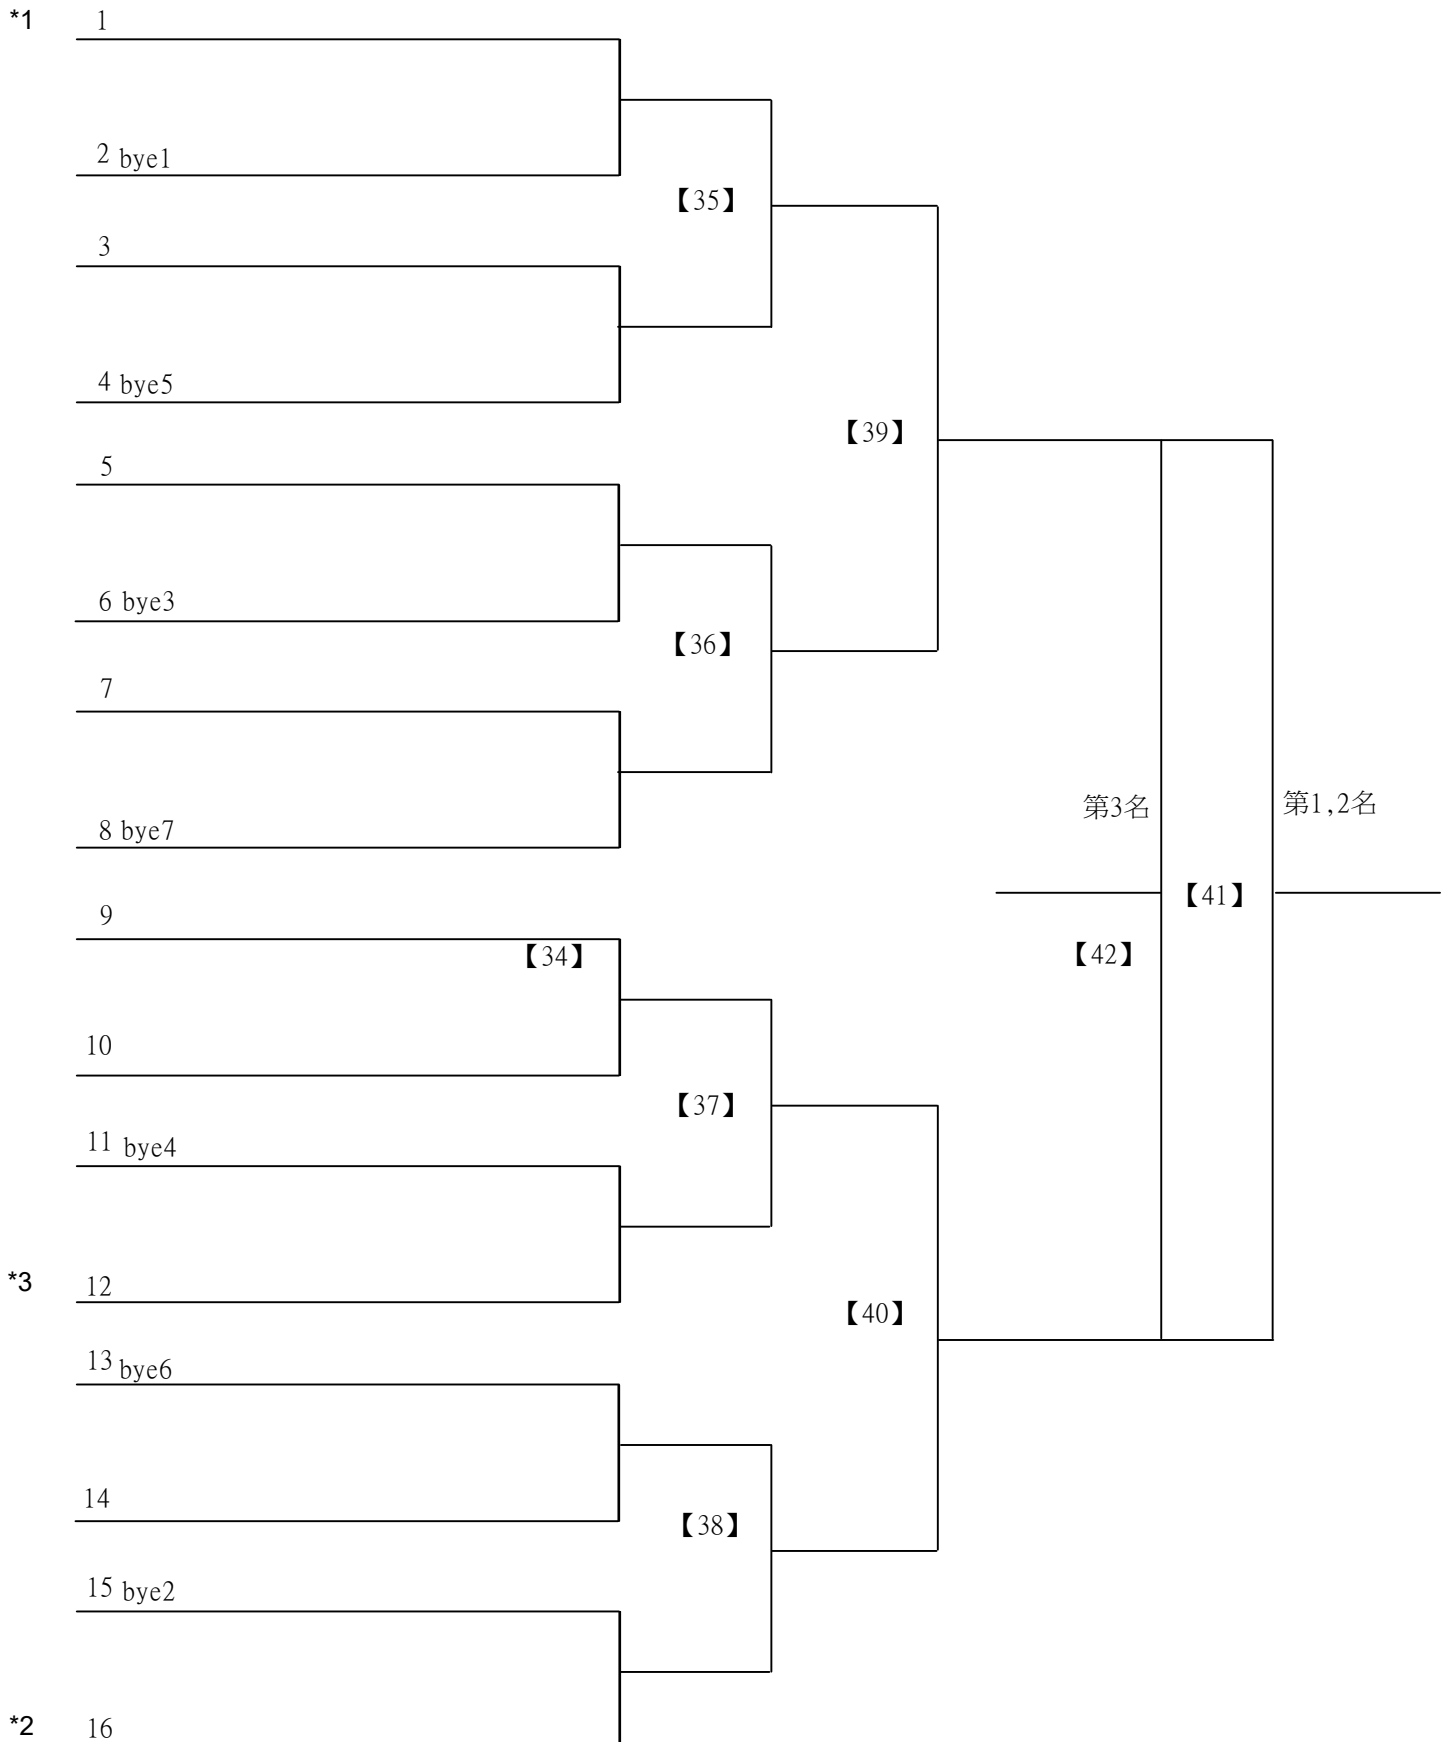 *1 1
2 bye1
【35】
3
4 bye5
【39】
5
6 bye3
【36】
7
第3名 第1,2名
8 bye7
【41】
9
【34】
【42】
10
【37】
11 bye4
*3 12
【40】
13 bye6
14
【38】
15 bye2
*2 16